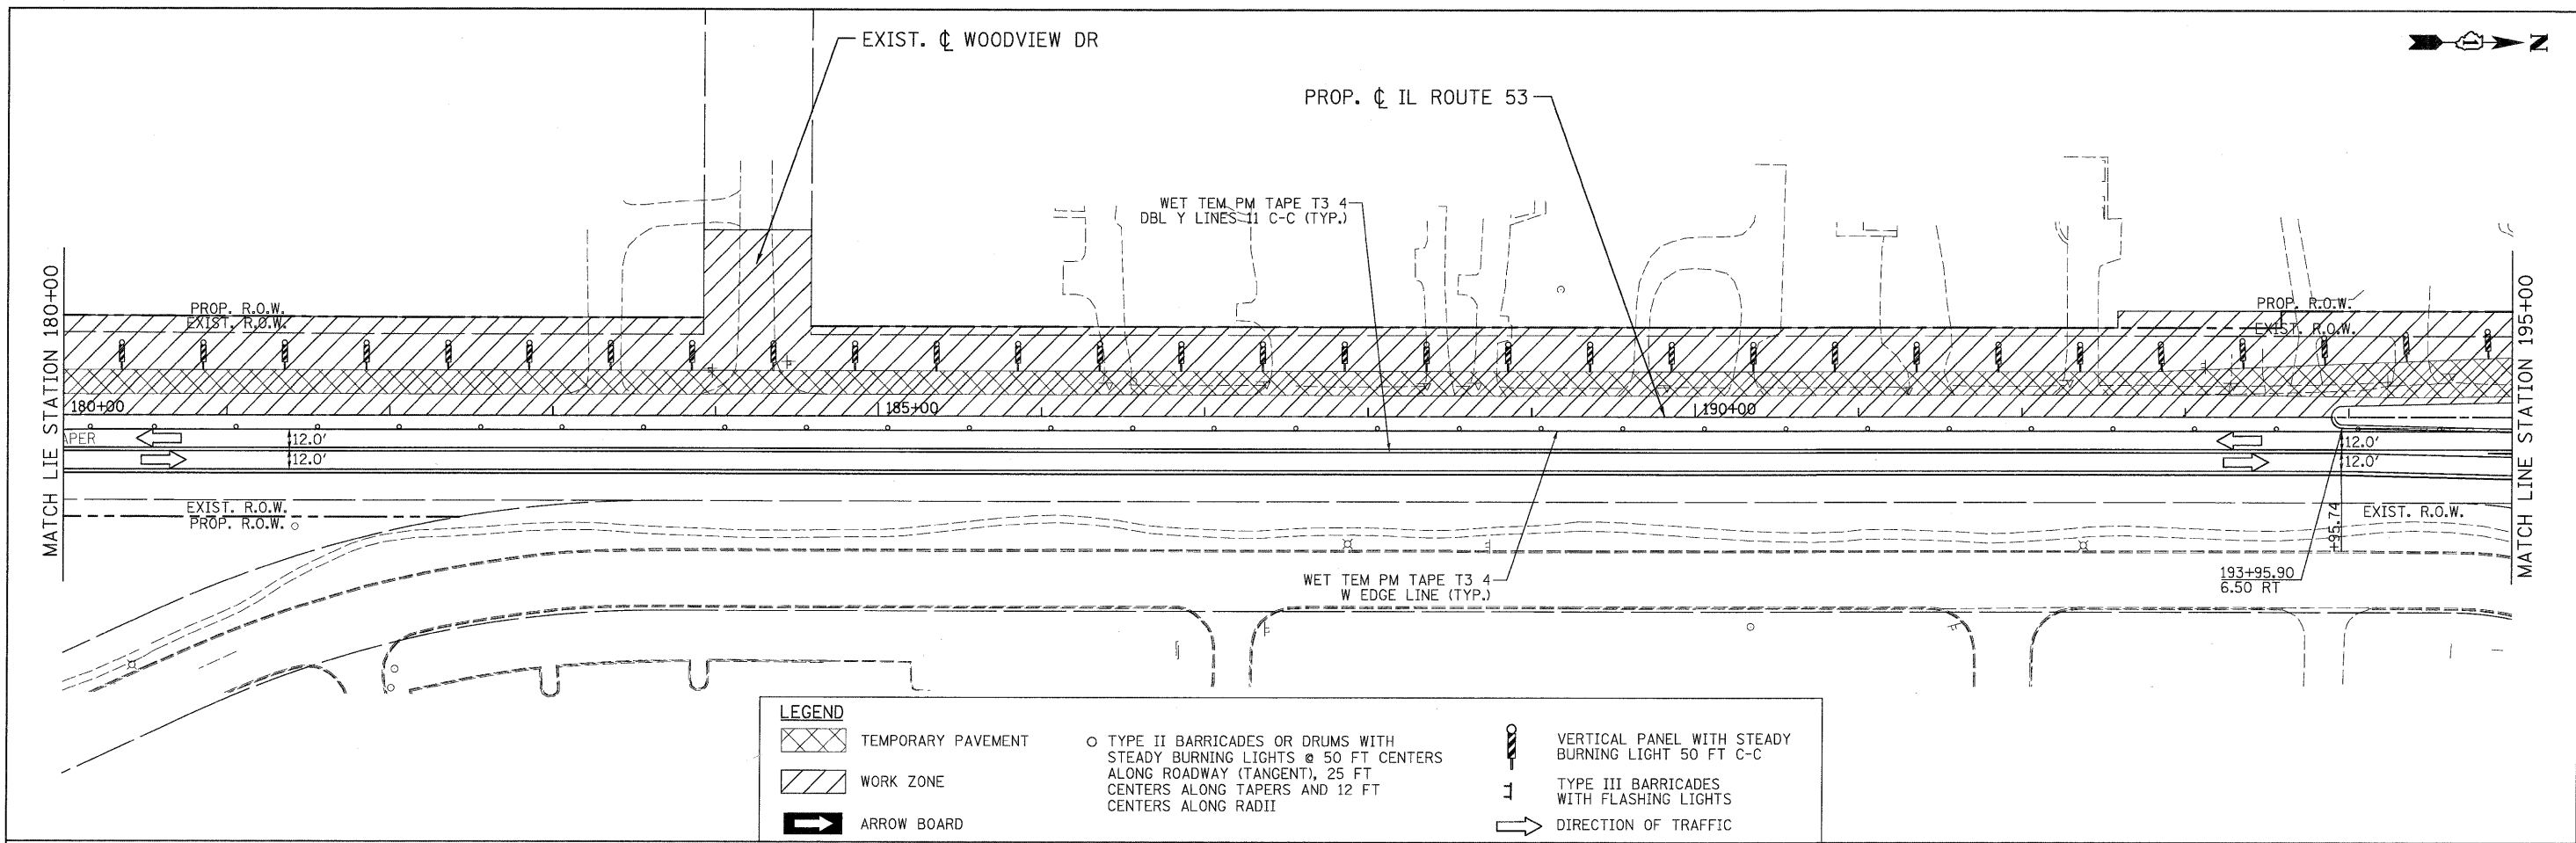 EXIST. ℄ WOODVIEW DR
N
PROP. ℄ IL ROUTE 53
WET TEM PM TAPE T3 4
DBL Y LINES 11 C-C (TYP.)
MATCH LIE STATION 180+00
PROP. R.O.W.
EXIST. R.O.W.
PROP. R.O.W.
EXIST. R.O.W.
MATCH LINE STATION 195+00
180+00
185+00
190+00
APER
12.0'
12.0'
12.0'
12.0'
EXIST. R.O.W.
PROP. R.O.W.
EXIST. R.O.W.
+95.74
WET TEM PM TAPE T3 4
W EDGE LINE (TYP.)
193+95.90
6.50 RT
LEGEND
TEMPORARY PAVEMENT
WORK ZONE
ARROW BOARD
TYPE II BARRICADES OR DRUMS WITH
STEADY BURNING LIGHTS @ 50 FT CENTERS
ALONG ROADWAY (TANGENT), 25 FT
CENTERS ALONG TAPERS AND 12 FT
CENTERS ALONG RADII
VERTICAL PANEL WITH STEADY
BURNING LIGHT 50 FT C-C
TYPE III BARRICADES
WITH FLASHING LIGHTS
DIRECTION OF TRAFFIC